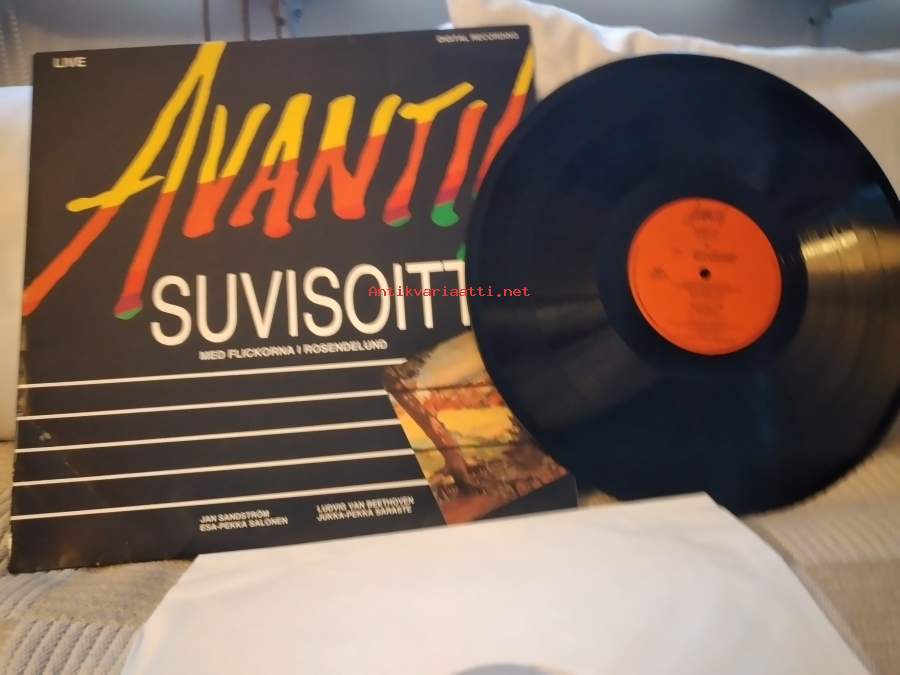 LIVE
DIGITAL RECORDING
AVANTI!
SUVISOITT
Antikvariaatti.net
MED FLICKORNA I ROSENDELUND
JAN SANDSTRÖM
ESA-PEKKA SALONEN
LUDVIG VAN BEETHOVEN
JUKKA-PEKKA SARASTE